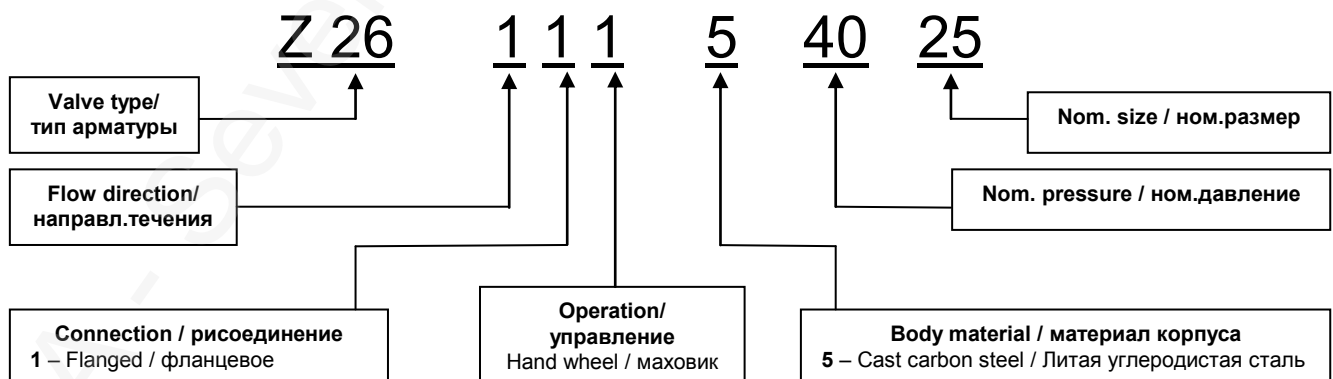 Z 26 1 1 1 5 40 25
Valve type/
тип арматуры
Nom. size / ном.размер
Flow direction/
направл.течения
Nom. pressure / ном.давление
Connection / рисоединение
1 – Flanged / фланцевое
Operation/
управление
Hand wheel / маховик
Body material / материал корпуса
5 – Cast carbon steel / Литая углеродистая сталь